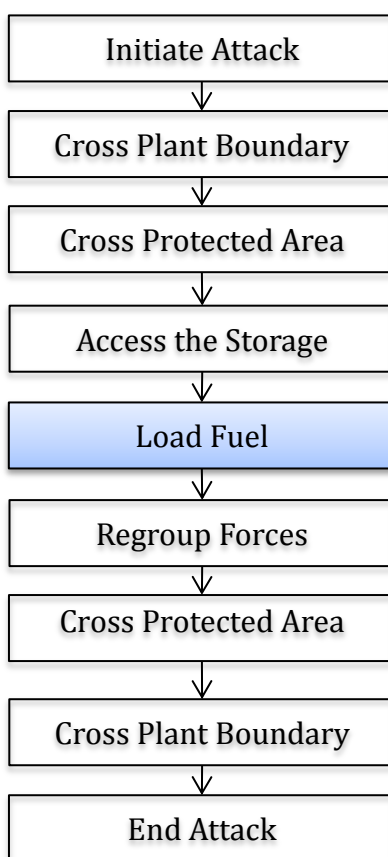 Initiate Attack
Cross Plant Boundary
Cross Protected Area
Access the Storage
Load Fuel
Regroup Forces
Cross Protected Area
Cross Plant Boundary
End Attack